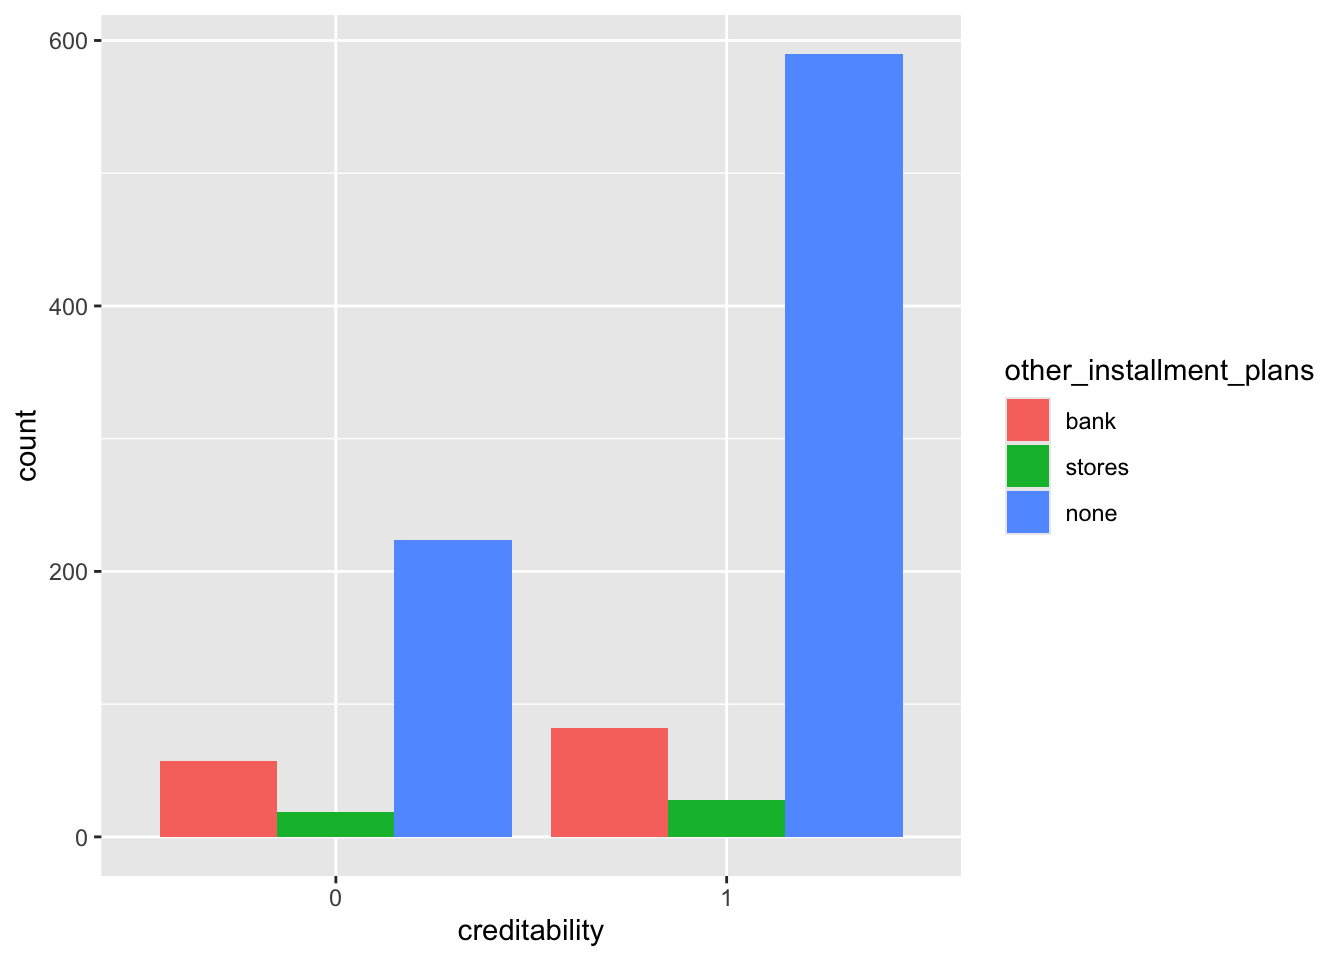 600
400
200
0
count
0
1
creditability
other_installment_plans
bank
stores
none